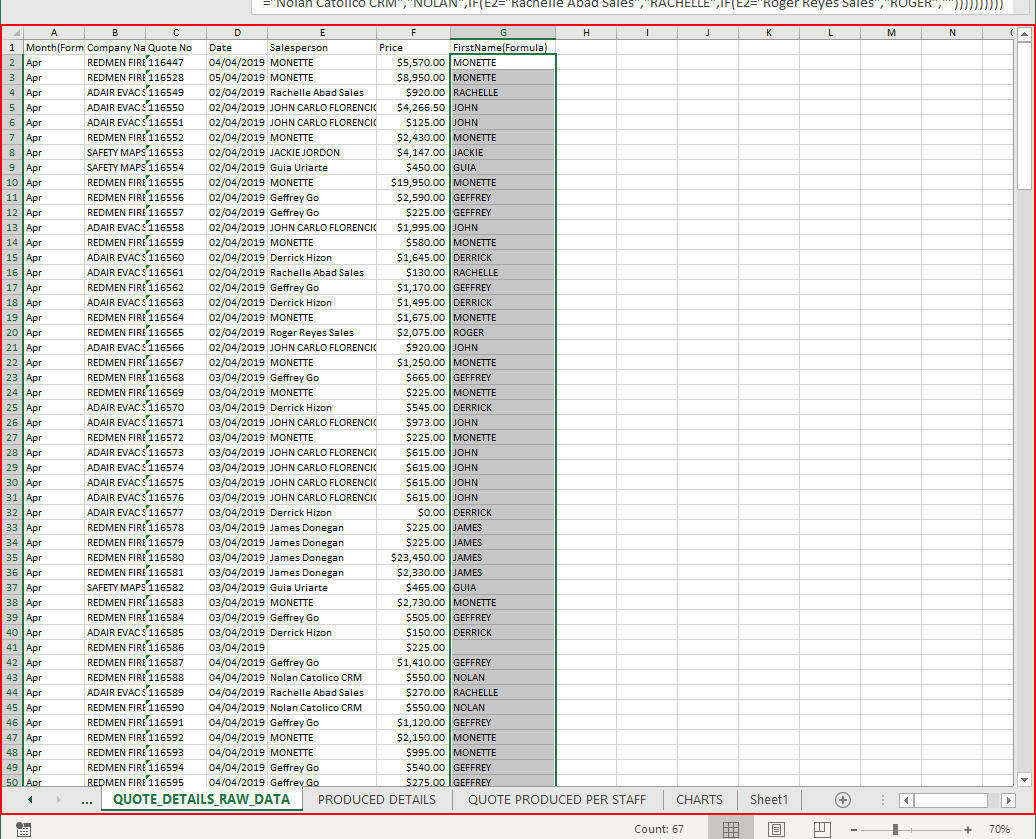 ="Nolan Catolico CRM","NOLAN",IF(E2="Rachelle Abad Sales","RACHELLE",IF(E2="Roger Reyes Sales","ROGER",""))))))))))
A B C D E F G H I J K L M N
1 Month(Form Company Na Quote No Date Salesperson Price FirstName(Formula)
2 Apr REDMEN FIRE 116447 04/04/2019 MONETTE $5,570.00 MONETTE
3 Apr REDMEN FIRE 116528 05/04/2019 MONETTE $8,950.00 MONETTE
4 Apr ADAIR EVAC S 116549 02/04/2019 Rachelle Abad Sales $920.00 RACHELLE
5 Apr ADAIR EVAC S 116550 02/04/2019 JOHN CARLO FLORENCIO $4,266.50 JOHN
6 Apr ADAIR EVAC S 116551 02/04/2019 JOHN CARLO FLORENCIO $125.00 JOHN
7 Apr REDMEN FIRE 116552 02/04/2019 MONETTE $2,430.00 MONETTE
8 Apr SAFETY MAPS 116553 02/04/2019 JACKIE JORDON $4,147.00 JACKIE
9 Apr SAFETY MAPS 116554 02/04/2019 Guia Uriarte $450.00 GUIA
10 Apr REDMEN FIRE 116555 02/04/2019 MONETTE $19,950.00 MONETTE
11 Apr REDMEN FIRE 116556 02/04/2019 Geffrey Go $2,590.00 GEFFREY
12 Apr REDMEN FIRE 116557 02/04/2019 Geffrey Go $225.00 GEFFREY
13 Apr ADAIR EVAC S 116558 02/04/2019 JOHN CARLO FLORENCIO $1,995.00 JOHN
14 Apr REDMEN FIRE 116559 02/04/2019 MONETTE $580.00 MONETTE
15 Apr ADAIR EVAC S 116560 02/04/2019 Derrick Hizon $1,645.00 DERRICK
16 Apr ADAIR EVAC S 116561 02/04/2019 Rachelle Abad Sales $130.00 RACHELLE
17 Apr REDMEN FIRE 116562 02/04/2019 Geffrey Go $1,170.00 GEFFREY
18 Apr ADAIR EVAC S 116563 02/04/2019 Derrick Hizon $1,495.00 DERRICK
19 Apr REDMEN FIRE 116564 02/04/2019 MONETTE $1,675.00 MONETTE
20 Apr REDMEN FIRE 116565 02/04/2019 Roger Reyes Sales $2,075.00 ROGER
21 Apr ADAIR EVAC S 116566 02/04/2019 JOHN CARLO FLORENCIO $920.00 JOHN
22 Apr REDMEN FIRE 116567 02/04/2019 MONETTE $1,250.00 MONETTE
23 Apr REDMEN FIRE 116568 03/04/2019 Geffrey Go $665.00 GEFFREY
24 Apr REDMEN FIRE 116569 03/04/2019 MONETTE $225.00 MONETTE
25 Apr ADAIR EVAC S 116570 03/04/2019 Derrick Hizon $545.00 DERRICK
26 Apr ADAIR EVAC S 116571 03/04/2019 JOHN CARLO FLORENCIO $973.00 JOHN
27 Apr REDMEN FIRE 116572 03/04/2019 MONETTE $225.00 MONETTE
28 Apr ADAIR EVAC S 116573 03/04/2019 JOHN CARLO FLORENCIO $615.00 JOHN
29 Apr ADAIR EVAC S 116574 03/04/2019 JOHN CARLO FLORENCIO $615.00 JOHN
30 Apr ADAIR EVAC S 116575 03/04/2019 JOHN CARLO FLORENCIO $615.00 JOHN
31 Apr ADAIR EVAC S 116576 03/04/2019 JOHN CARLO FLORENCIO $615.00 JOHN
32 Apr ADAIR EVAC S 116577 03/04/2019 Derrick Hizon $0.00 DERRICK
33 Apr REDMEN FIRE 116578 03/04/2019 James Donegan $225.00 JAMES
34 Apr REDMEN FIRE 116579 03/04/2019 James Donegan $225.00 JAMES
35 Apr REDMEN FIRE 116580 03/04/2019 James Donegan $23,450.00 JAMES
36 Apr REDMEN FIRE 116581 03/04/2019 James Donegan $2,330.00 JAMES
37 Apr SAFETY MAPS 116582 03/04/2019 Guia Uriarte $465.00 GUIA
38 Apr REDMEN FIRE 116583 03/04/2019 MONETTE $2,730.00 MONETTE
39 Apr REDMEN FIRE 116584 03/04/2019 Geffrey Go $505.00 GEFFREY
40 Apr ADAIR EVAC S 116585 03/04/2019 Derrick Hizon $150.00 DERRICK
41 Apr REDMEN FIRE 116586 03/04/2019 $225.00
42 Apr REDMEN FIRE 116587 04/04/2019 Geffrey Go $1,410.00 GEFFREY
43 Apr REDMEN FIRE 116588 04/04/2019 Nolan Catolico CRM $550.00 NOLAN
44 Apr ADAIR EVAC S 116589 04/04/2019 Rachelle Abad Sales $270.00 RACHELLE
45 Apr REDMEN FIRE 116590 04/04/2019 Nolan Catolico CRM $550.00 NOLAN
46 Apr REDMEN FIRE 116591 04/04/2019 Geffrey Go $1,120.00 GEFFREY
47 Apr REDMEN FIRE 116592 04/04/2019 MONETTE $2,150.00 MONETTE
48 Apr REDMEN FIRE 116593 04/04/2019 MONETTE $995.00 MONETTE
49 Apr REDMEN FIRE 116594 04/04/2019 Geffrey Go $540.00 GEFFREY
50 Apr REDMEN FIRE 116595 04/04/2019 Geffrey Go $275.00 GEFFREY
... QUOTE_DETAILS_RAW_DATA PRODUCED DETAILS QUOTE PRODUCED PER STAFF CHARTS Sheet1
Count: 67 70%